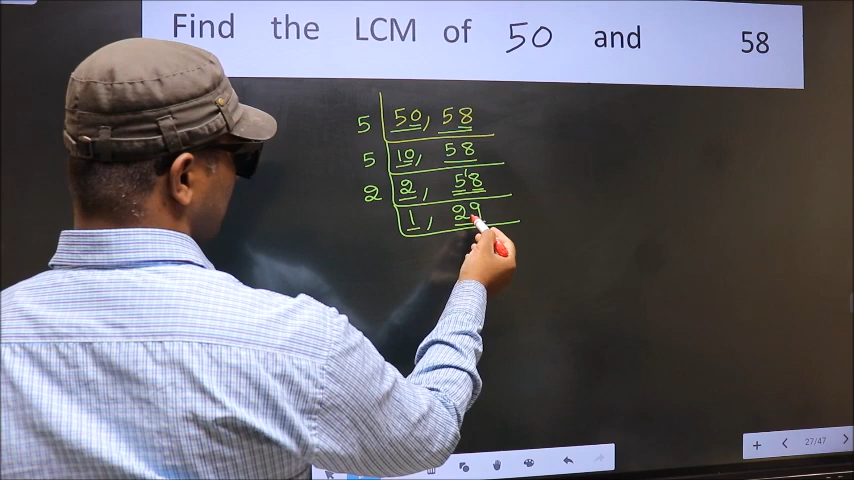 Find the LCM of 50 and 58
5 50, 58
5 10, 58
2 2, 5¹8
1, 29
27/47